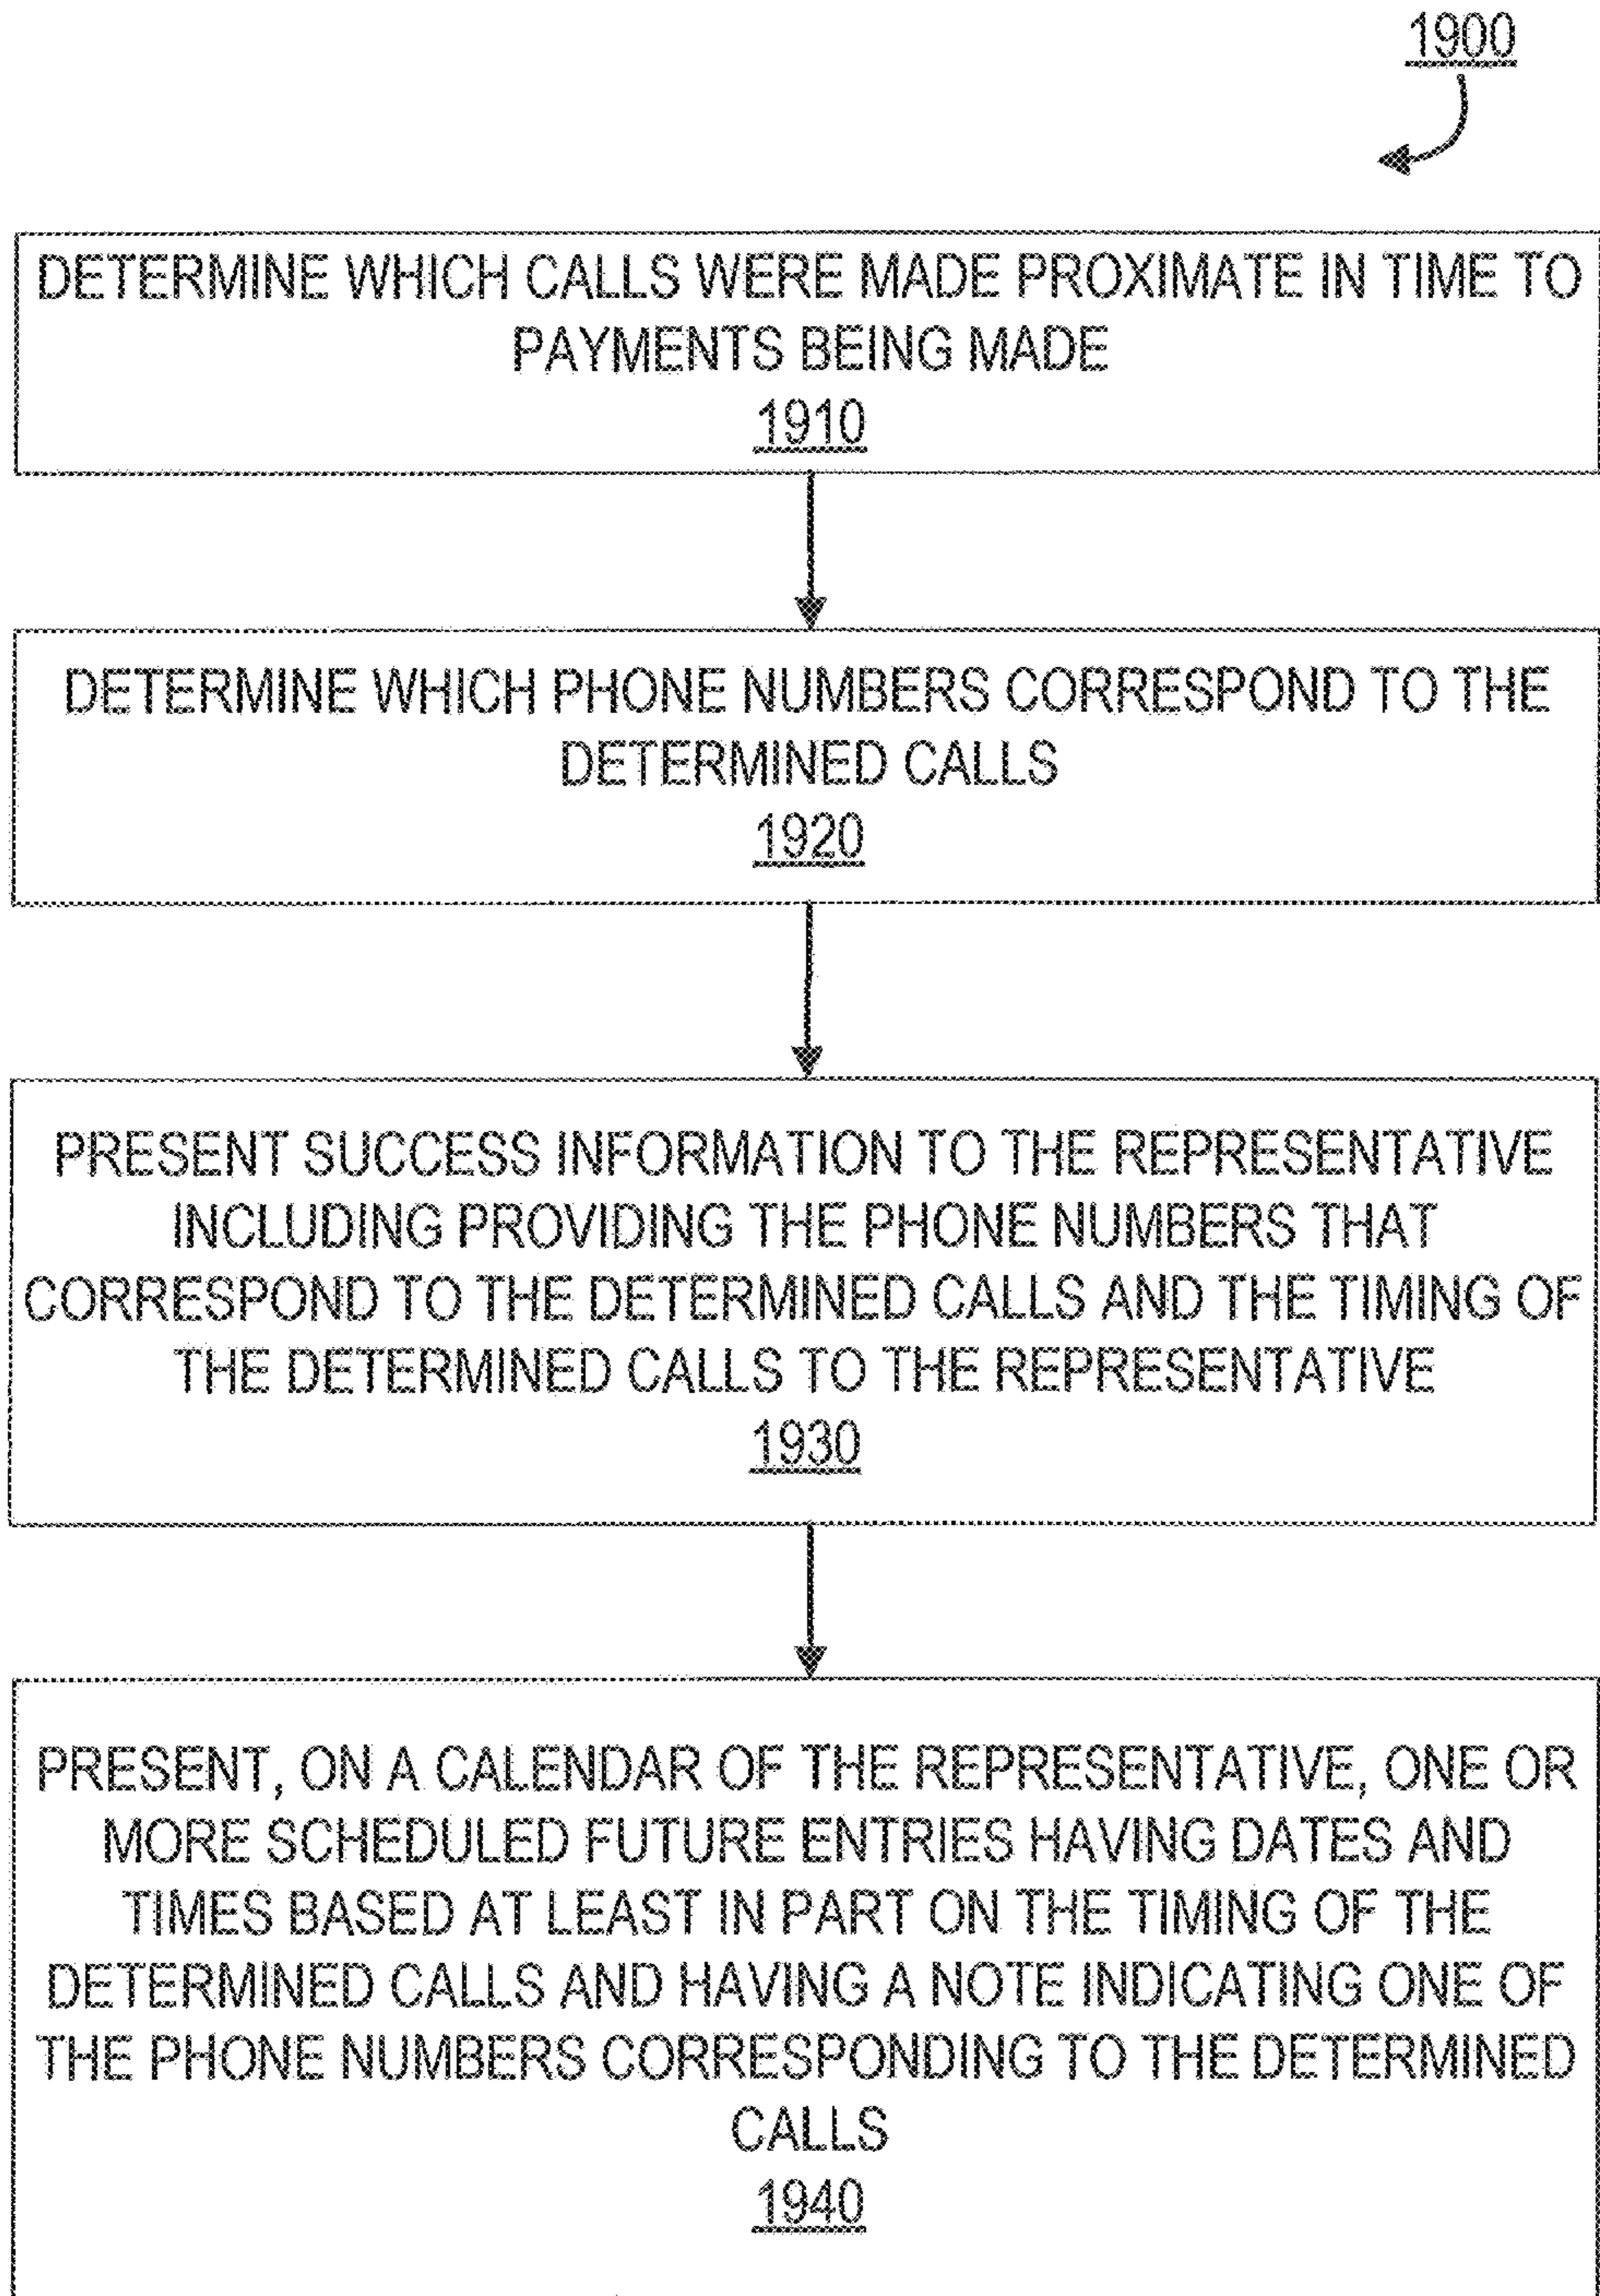 1900
DETERMINE WHICH CALLS WERE MADE PROXIMATE IN TIME TO
PAYMENTS BEING MADE
1910
DETERMINE WHICH PHONE NUMBERS CORRESPOND TO THE
DETERMINED CALLS
1920
PRESENT SUCCESS INFORMATION TO THE REPRESENTATIVE
INCLUDING PROVIDING THE PHONE NUMBERS THAT
CORRESPOND TO THE DETERMINED CALLS AND THE TIMING OF
THE DETERMINED CALLS TO THE REPRESENTATIVE
1930
PRESENT, ON A CALENDAR OF THE REPRESENTATIVE, ONE OR
MORE SCHEDULED FUTURE ENTRIES HAVING DATES AND
TIMES BASED AT LEAST IN PART ON THE TIMING OF THE
DETERMINED CALLS AND HAVING A NOTE INDICATING ONE OF
THE PHONE NUMBERS CORRESPONDING TO THE DETERMINED
CALLS
1940